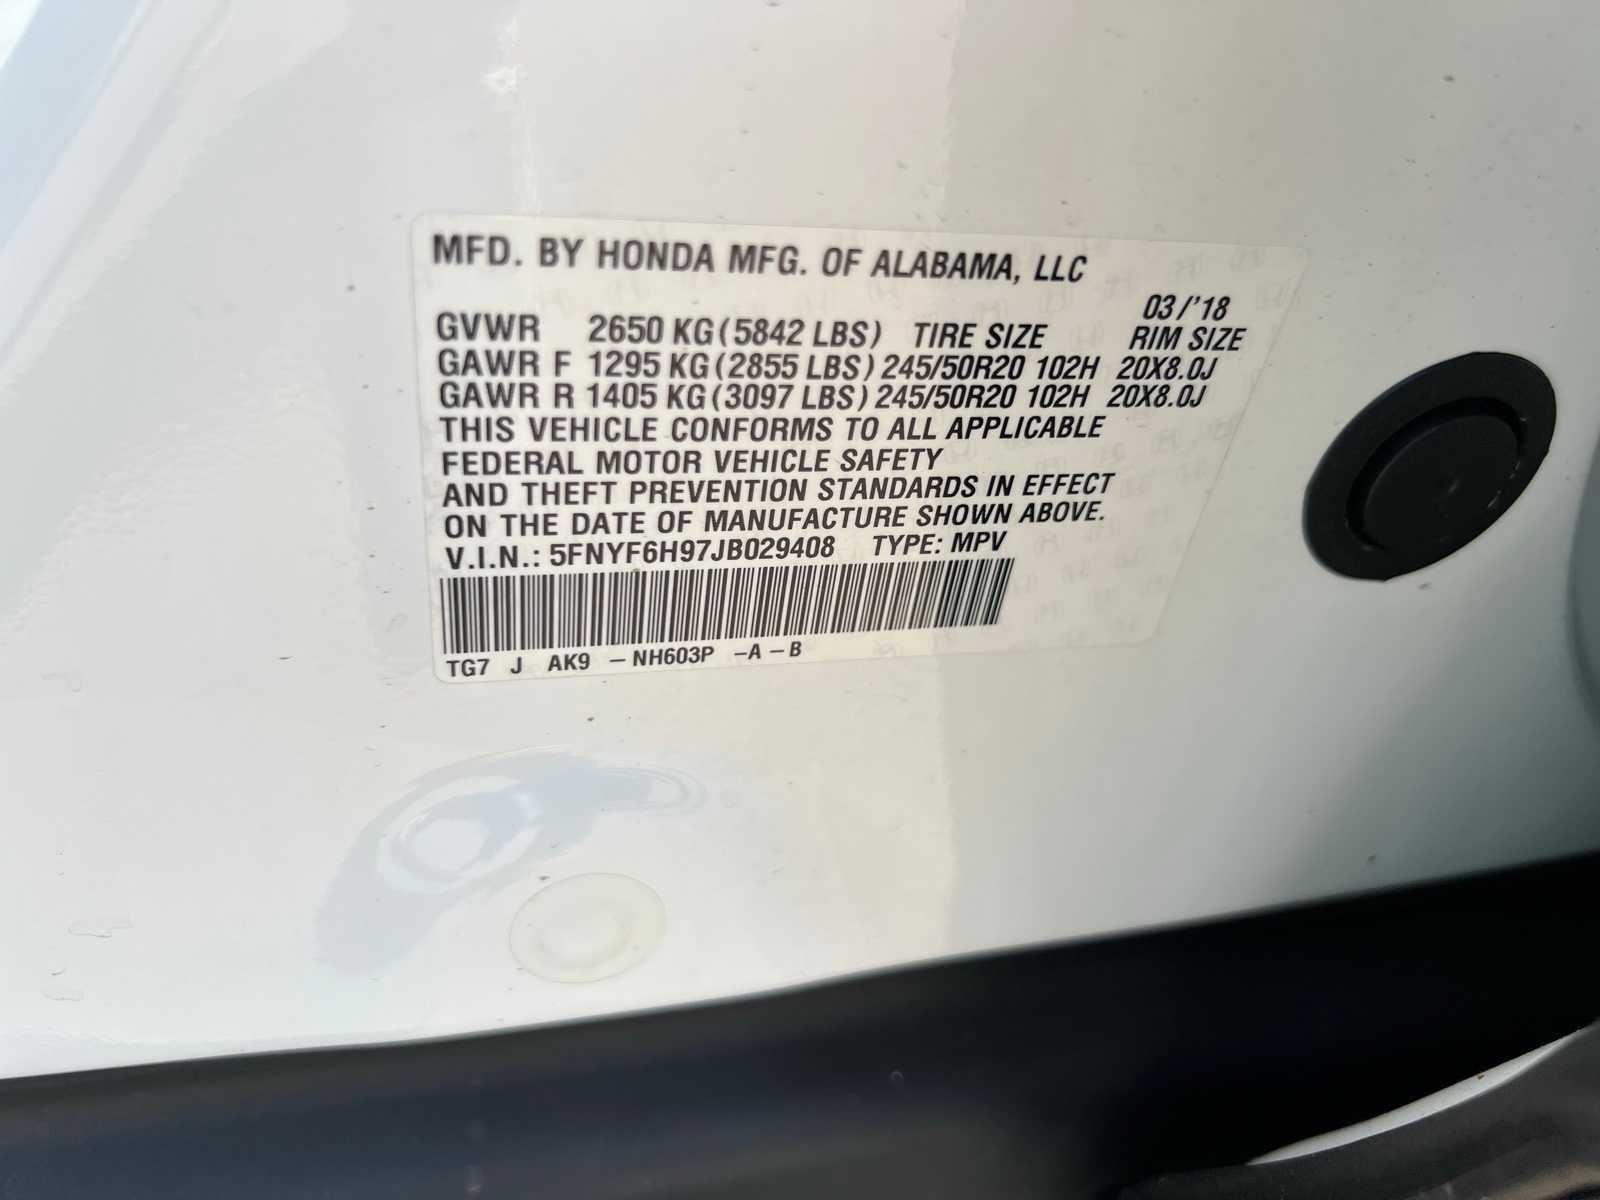 MFD. BY HONDA MFG. OF ALABAMA, LLC
03/'18
GVWR 2650 KG (5842 LBS) TIRE SIZE RIM SIZE
GAWR F 1295 KG (2855 LBS) 245/50R20 102H 20X8.0J
GAWR R 1405 KG (3097 LBS) 245/50R20 102H 20X8.0J
THIS VEHICLE CONFORMS TO ALL APPLICABLE
FEDERAL MOTOR VEHICLE SAFETY
AND THEFT PREVENTION STANDARDS IN EFFECT
ON THE DATE OF MANUFACTURE SHOWN ABOVE.
V.I.N.: 5FNYF6H97JB029408 TYPE: MPV
TG7 J AK9 – NH603P – A – B